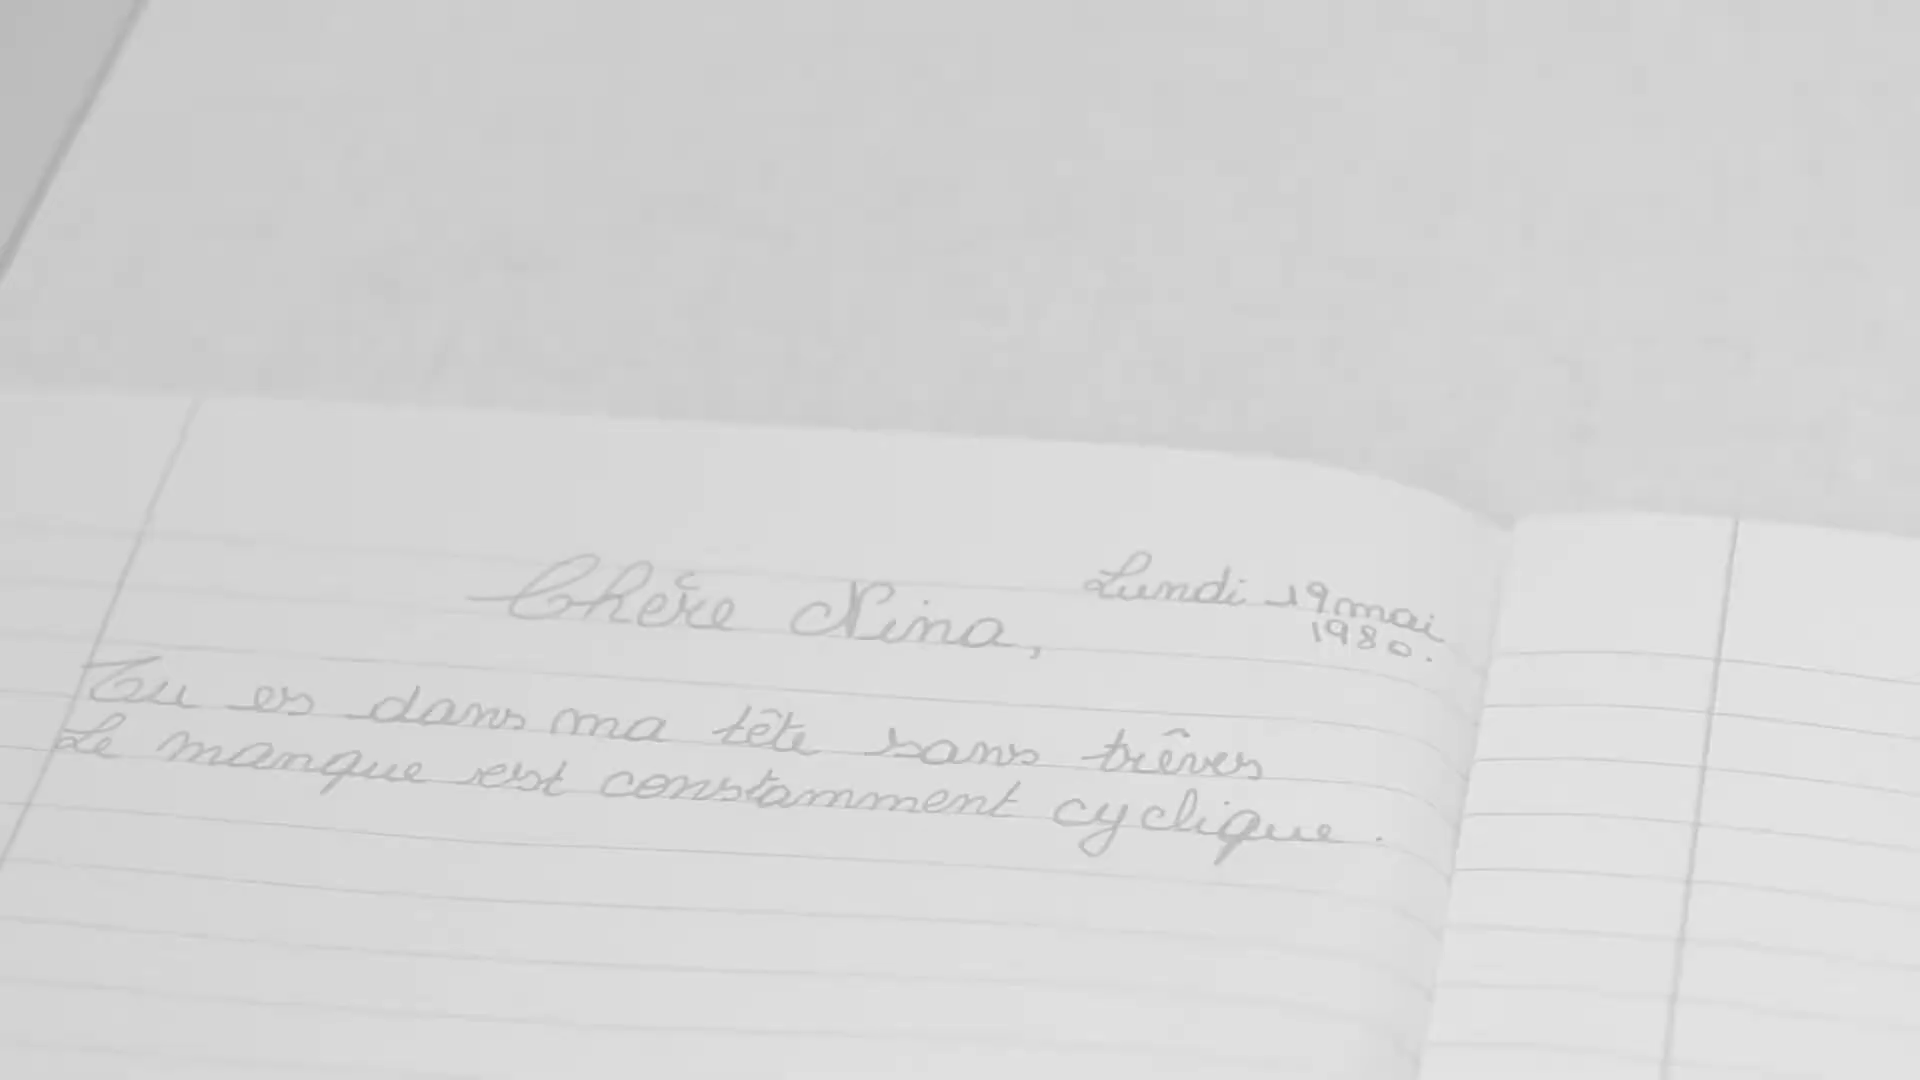 Lundi 19 mai
1980.
Chère Nina,
Tu es dans ma tête sans trêves
Le manque est constamment cyclique.